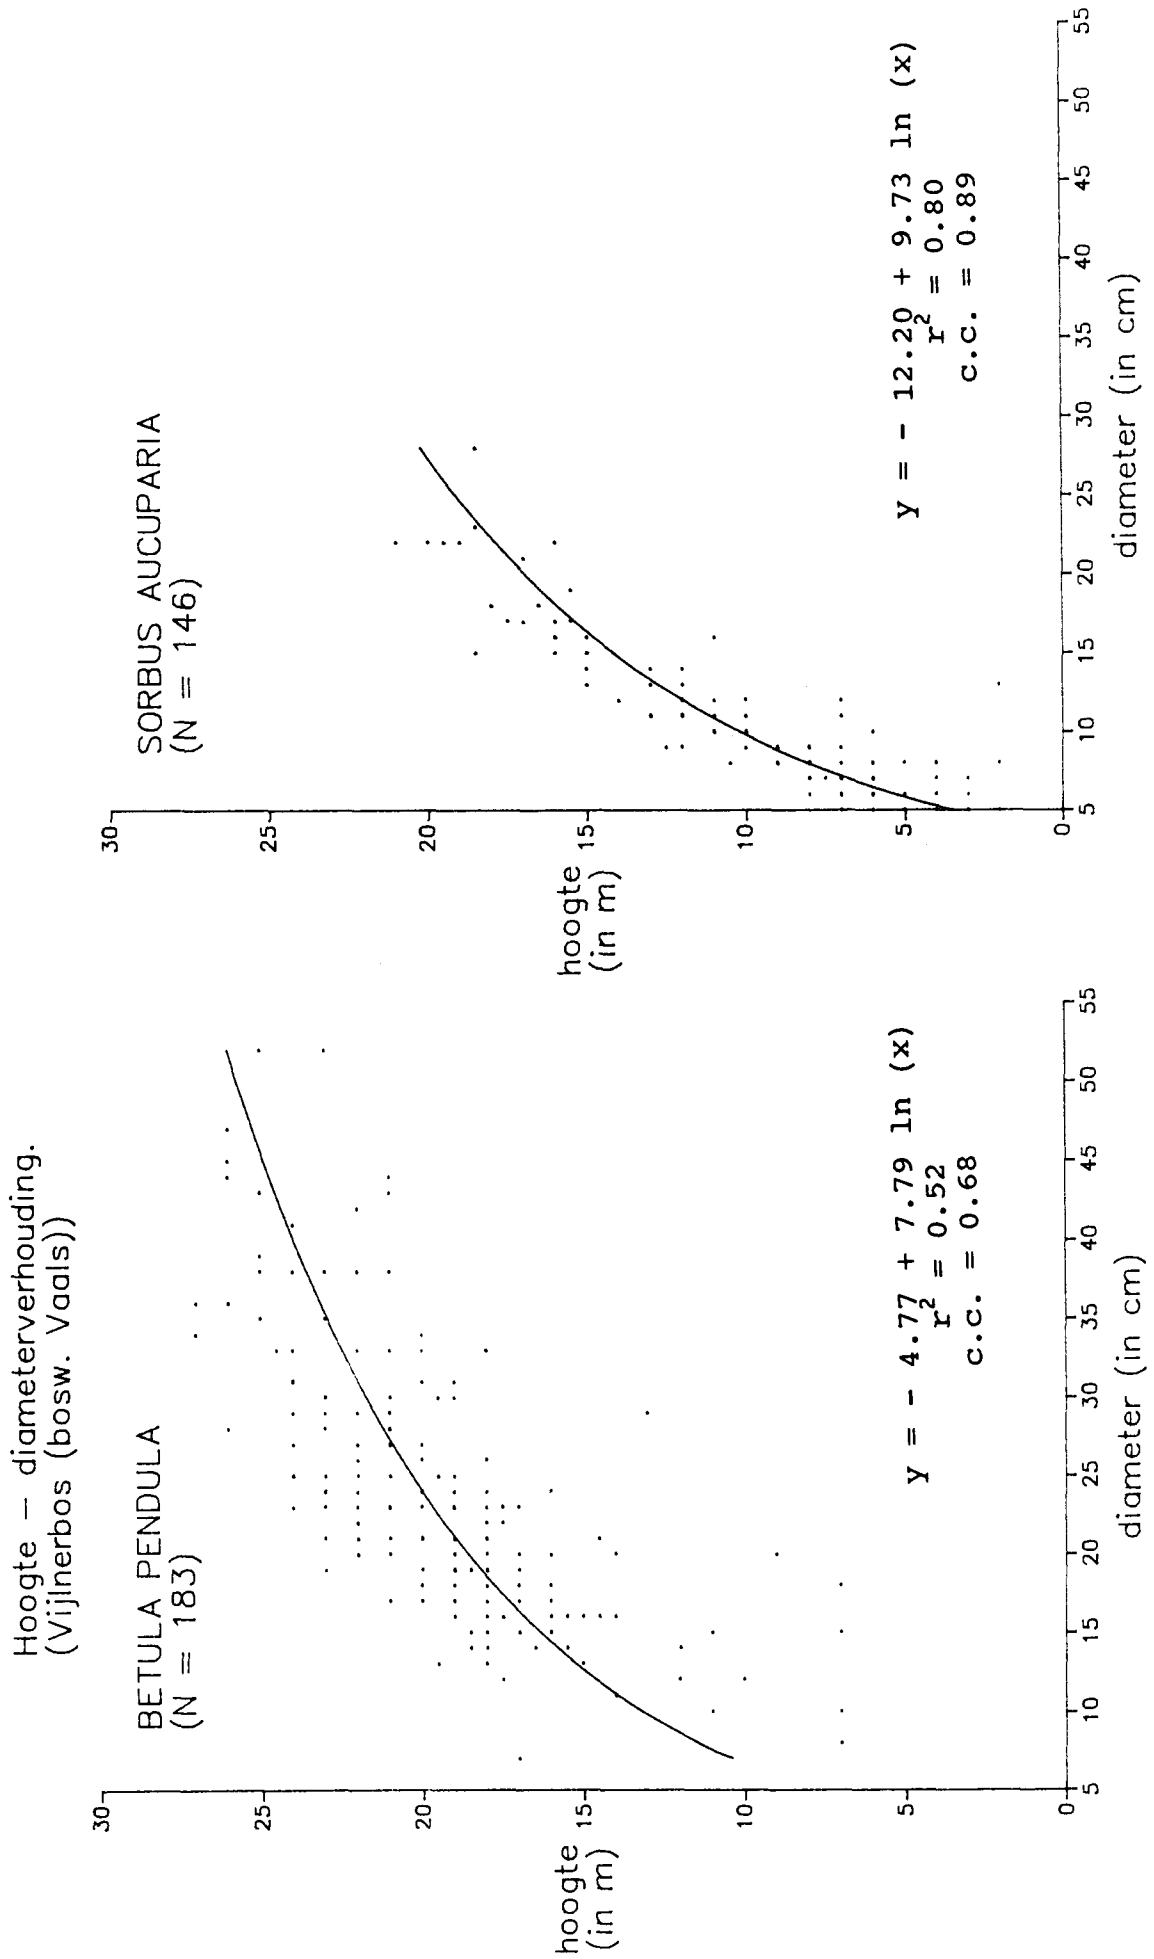 Hoogte - diameterverhouding.
(Vijlnerbos (bosw. Vaals))
BETULA PENDULA
(N = 183)
30
25
20
15
10
5
0
hoogte
(in m)
5 10 15 20 25 30 35 40 45 50 55
diameter (in cm)
y = - 4.77 + 7.79 ln (x)
r² = 0.52
c.c. = 0.68
SORBUS AUCUPARIA
(N = 146)
30
25
20
15
10
5
0
hoogte
(in m)
5 10 15 20 25 30 35 40 45 50 55
diameter (in cm)
y = - 12.20 + 9.73 ln (x)
r² = 0.80
c.c. = 0.89